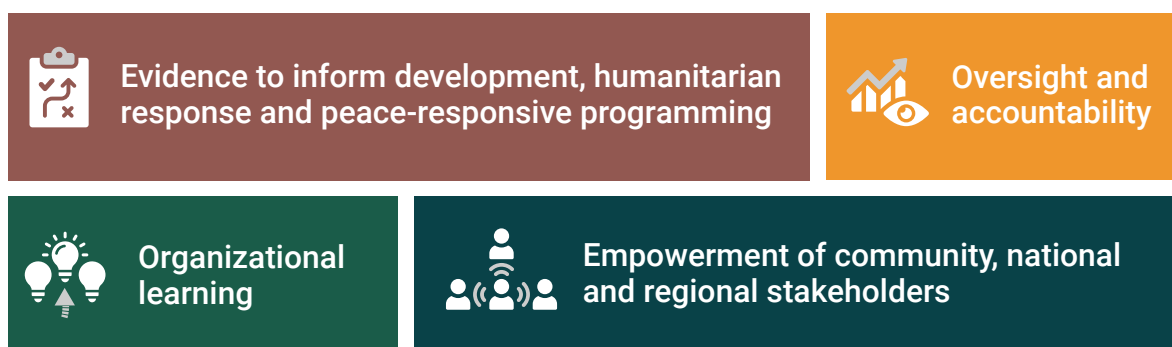 Evidence to inform development, humanitarian
response and peace-responsive programming
Oversight and
accountability
Organizational
learning
Empowerment of community, national
and regional stakeholders